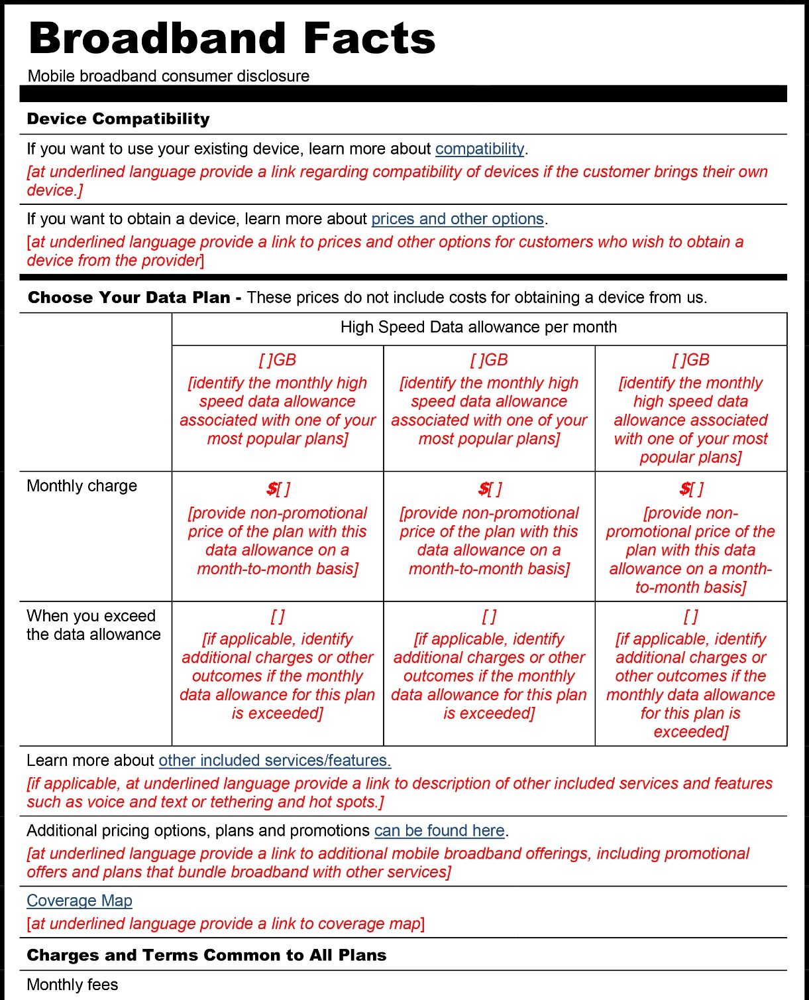 Broadband Facts
Mobile broadband consumer disclosure
Device Compatibility
If you want to use your existing device, learn more about compatibility.
[at underlined language provide a link regarding compatibility of devices if the customer brings their own
device.]
If you want to obtain a device, learn more about prices and other options.
[at underlined language provide a link to prices and other options for customers who wish to obtain a
device from the provider]
Choose Your Data Plan - These prices do not include costs for obtaining a device from us.
High Speed Data allowance per month
[ ]GB
[identify the monthly high
speed data allowance
associated with one of your
most popular plans]
[ ]GB
[identify the monthly high
speed data allowance
associated with one of your
most popular plans]
[ ]GB
[identify the monthly
high speed data
allowance associated
with one of your most
popular plans]
Monthly charge
$[ ]
[provide non-promotional
price of the plan with this
data allowance on a
month-to-month basis]
$[ ]
[provide non-promotional
price of the plan with this
data allowance on a
month-to-month basis]
$[ ]
[provide non-
promotional price of the
plan with this data
allowance on a month-
to-month basis]
When you exceed
the data allowance
[ ]
[if applicable, identify
additional charges or other
outcomes if the monthly
data allowance for this plan
is exceeded]
[ ]
[if applicable, identify
additional charges or other
outcomes if the monthly
data allowance for this plan
is exceeded]
[ ]
[if applicable, identify
additional charges or
other outcomes if the
monthly data allowance
for this plan is
exceeded]
Learn more about other included services/features.
[if applicable, at underlined language provide a link to description of other included services and features
such as voice and text or tethering and hot spots.]
Additional pricing options, plans and promotions can be found here.
[at underlined language provide a link to additional mobile broadband offerings, including promotional
offers and plans that bundle broadband with other services]
Coverage Map
[at underlined language provide a link to coverage map]
Charges and Terms Common to All Plans
Monthly fees